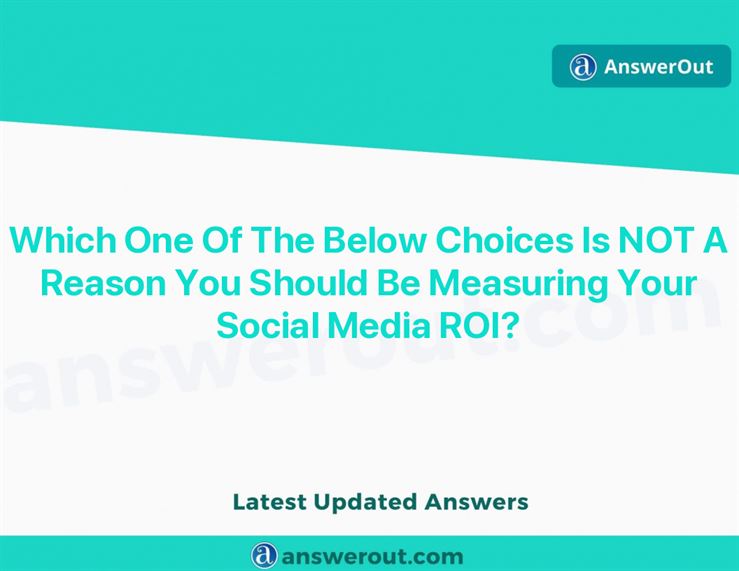 AnswerOut
Which One Of The Below Choices Is NOT A
Reason You Should Be Measuring Your
Social Media ROI?
answerout.com
Latest Updated Answers
answerout.com